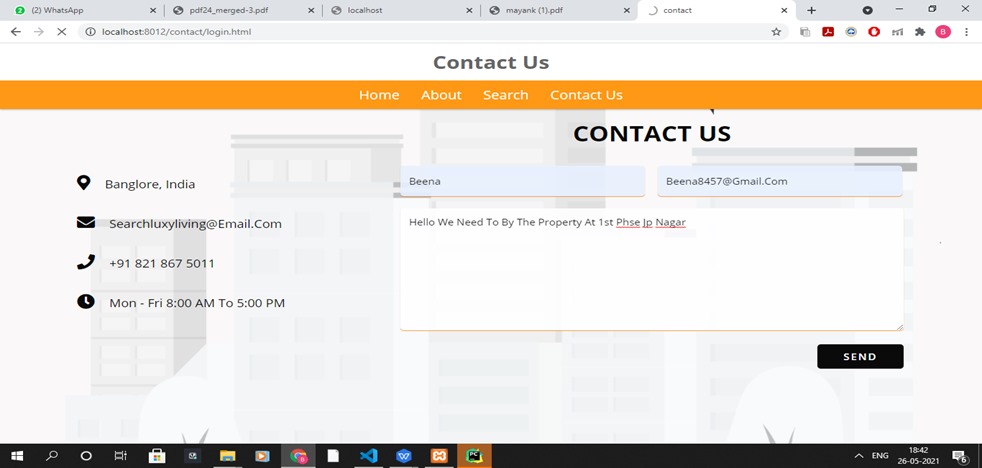 (2) WhatsApp
pdf24_merged-3.pdf
localhost
mayank (1).pdf
contact
localhost:8012/contact/login.html
B
Contact Us
Home About Search Contact Us
CONTACT US
Banglore, India
Searchluxyliving@Email.Com
+91 821 867 5011
Mon - Fri 8:00 AM To 5:00 PM
Beena
Beena8457@Gmail.Com
Hello We Need To By The Property At 1st Phse Jp Nagar
SEND
ENG
18:42
26-05-2021
6